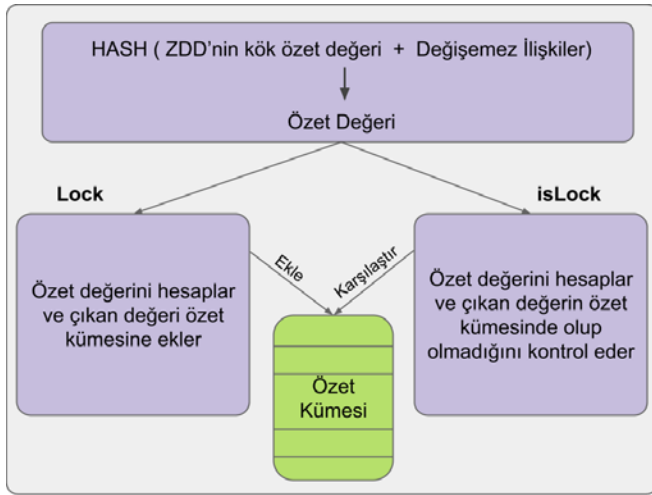 HASH ( ZDD'nin kök özet değeri + Değişemez İlişkiler)
Özet Değeri
Lock
isLock
Özet değerini hesaplar
ve çıkan değeri özet
kümesine ekler
Ekle
Karşılaştır
Özet değerini hesaplar
ve çıkan değerin özet
kümesinde olup
olmadığını kontrol eder
Özet
Kümesi